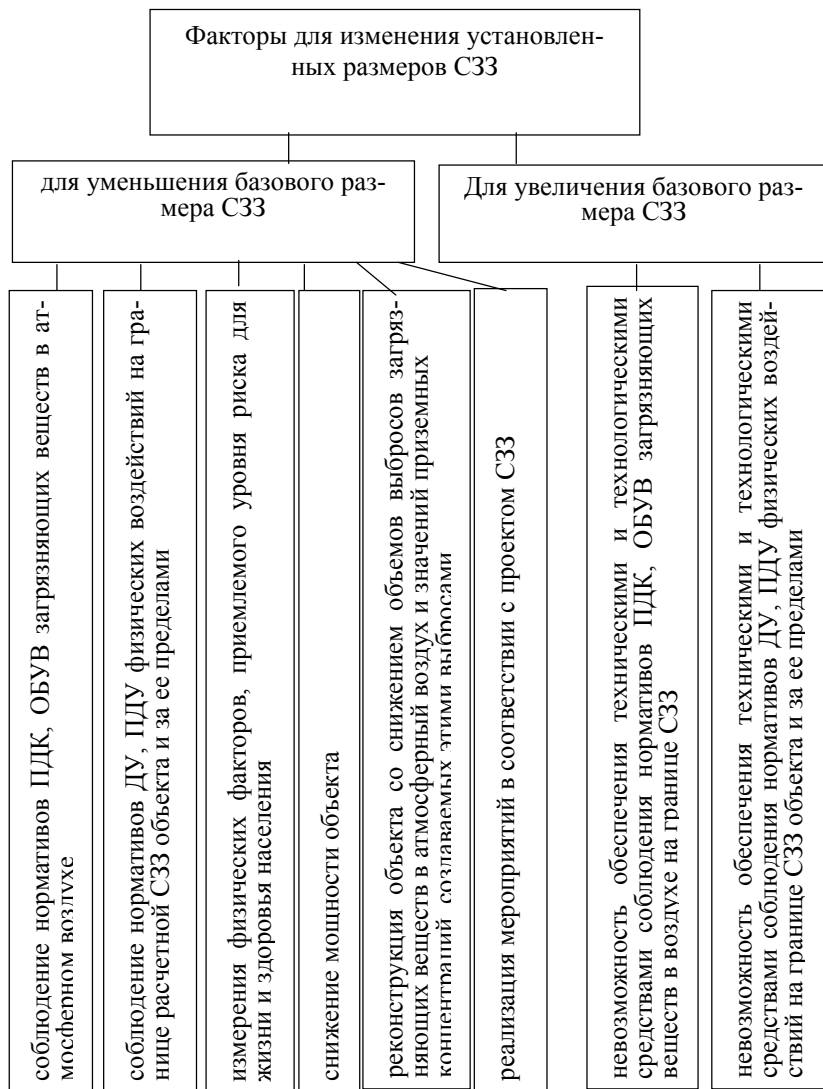 Факторы для изменения установлен-
ных размеров СЗЗ
для уменьшения базового раз-
мера СЗЗ
Для увеличения базового раз-
мера СЗЗ
соблюдение нормативов ПДК, ОБУВ загрязняющих веществ в ат-
мосферном воздухе
соблюдение нормативов ДУ, ПДУ физических воздействий на гра-
нице расчетной СЗЗ объекта и за ее пределами
измерения физических факторов, приемлемого уровня риска для
жизни и здоровья населения
снижение мощности объекта
реконструкция объекта со снижением объемов выбросов загряз-
няющих веществ в атмосферный воздух и значений приземных
концентраций создаваемых этими выбросами
реализация мероприятий в соответствии с проектом СЗЗ
невозможность обеспечения техническими и технологическими
средствами соблюдения нормативов ПДК, ОБУВ загрязняющих
веществ в воздухе на границе СЗЗ
невозможность обеспечения техническими и технологическими
средствами соблюдения нормативов ДУ, ПДУ физических воздей-
ствий на границе СЗЗ объекта и за ее пределами